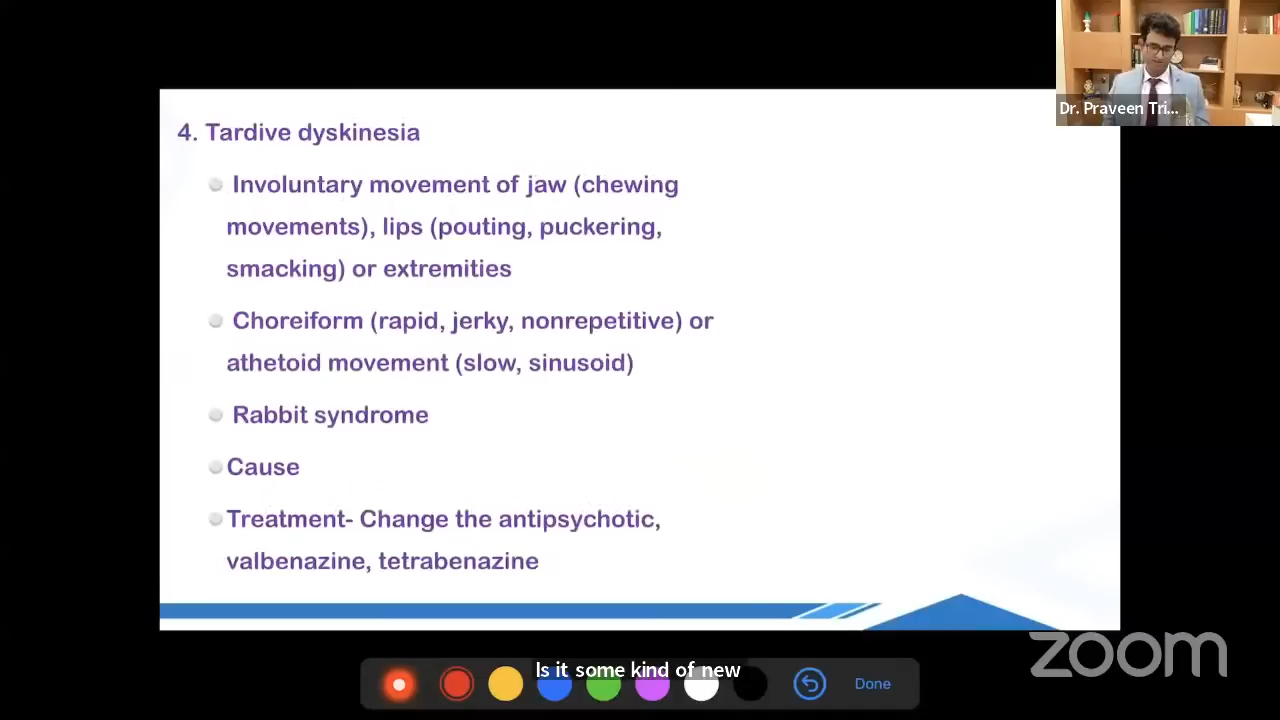 Dr. Praveen Tri...
4. Tardive dyskinesia
Involuntary movement of jaw (chewing
movements), lips (pouting, puckering,
smacking) or extremities
Choreiform (rapid, jerky, nonrepetitive) or
athetoid movement (slow, sinusoid)
Rabbit syndrome
Cause
Treatment- Change the antipsychotic,
valbenazine, tetrabenazine
zoom
Is it some kind of new
Done